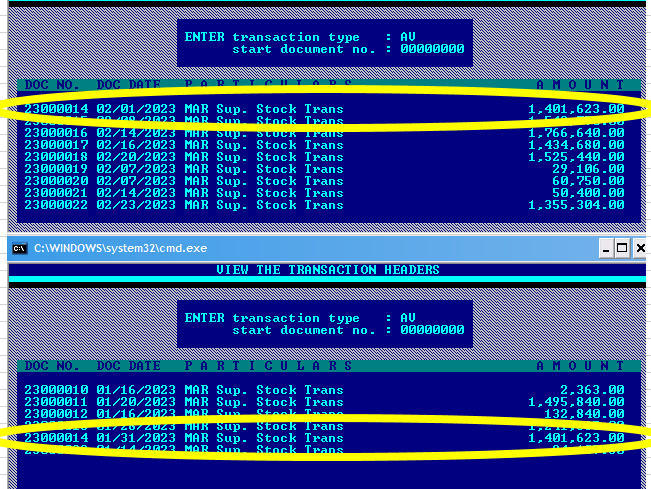 ENTER transaction type : AV
start document no. : 00000000
DOC NO. DOC DATE P A R T I C U L A R S A M O U N T
23000014 02/01/2023 MAR Sup. Stock Trans 1,401,623.00
MAR Sup. Stock Trans
23000016 02/14/2023 MAR Sup. Stock Trans 1,766,640.00
23000017 02/16/2023 MAR Sup. Stock Trans 1,434,680.00
23000018 02/20/2023 MAR Sup. Stock Trans 1,525,440.00
23000019 02/07/2023 MAR Sup. Stock Trans 29,106.00
23000020 02/07/2023 MAR Sup. Stock Trans 60,750.00
23000021 02/14/2023 MAR Sup. Stock Trans 50,400.00
23000022 02/23/2023 MAR Sup. Stock Trans 1,355,304.00
C:\WINDOWS\system32\cmd.exe
VIEW THE TRANSACTION HEADERS
ENTER transaction type : AV
start document no. : 00000000
DOC NO. DOC DATE P A R T I C U L A R S A M O U N T
23000010 01/16/2023 MAR Sup. Stock Trans 2,363.00
23000011 01/20/2023 MAR Sup. Stock Trans 1,495,840.00
23000012 01/16/2023 MAR Sup. Stock Trans 132,840.00
MAR Sup. Stock Trans
23000014 01/31/2023 MAR Sup. Stock Trans 1,401,623.00
MAR Sup. Stock Trans